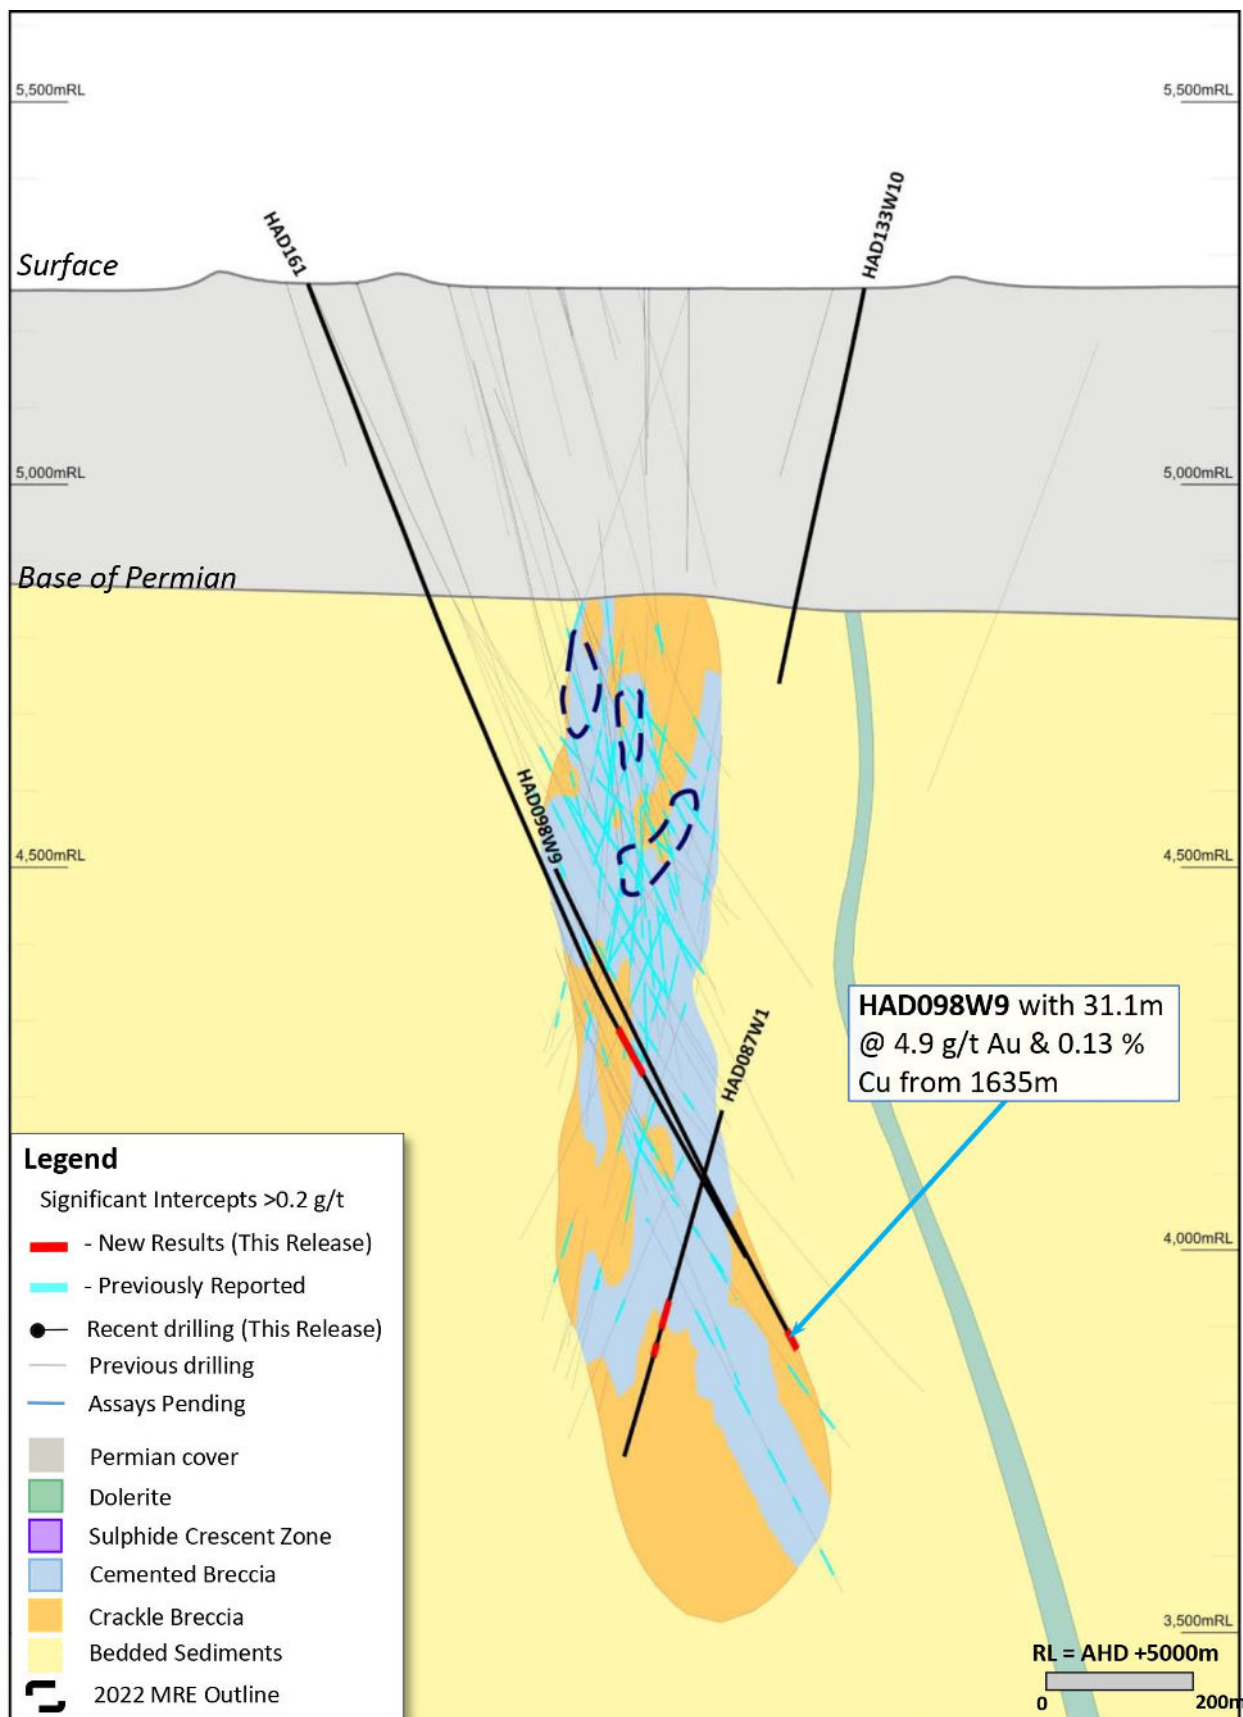 5,500mRL
5,500mRL
HAD161
HAD133W10
Surface
5,000mRL
5,000mRL
Base of Permian
HAD098W9
4,500mRL
4,500mRL
HAD098W9 with 31.1m
@ 4.9 g/t Au & 0.13 %
Cu from 1635m
HAD087W1
4,000mRL
3,500mRL
Legend
Significant Intercepts >0.2 g/t
- New Results (This Release)
- Previously Reported
Recent drilling (This Release)
Previous drilling
Assays Pending
Permian cover
Dolerite
Sulphide Crescent Zone
Cemented Breccia
Crackle Breccia
Bedded Sediments
2022 MRE Outline
RL = AHD +5000m
0 200m